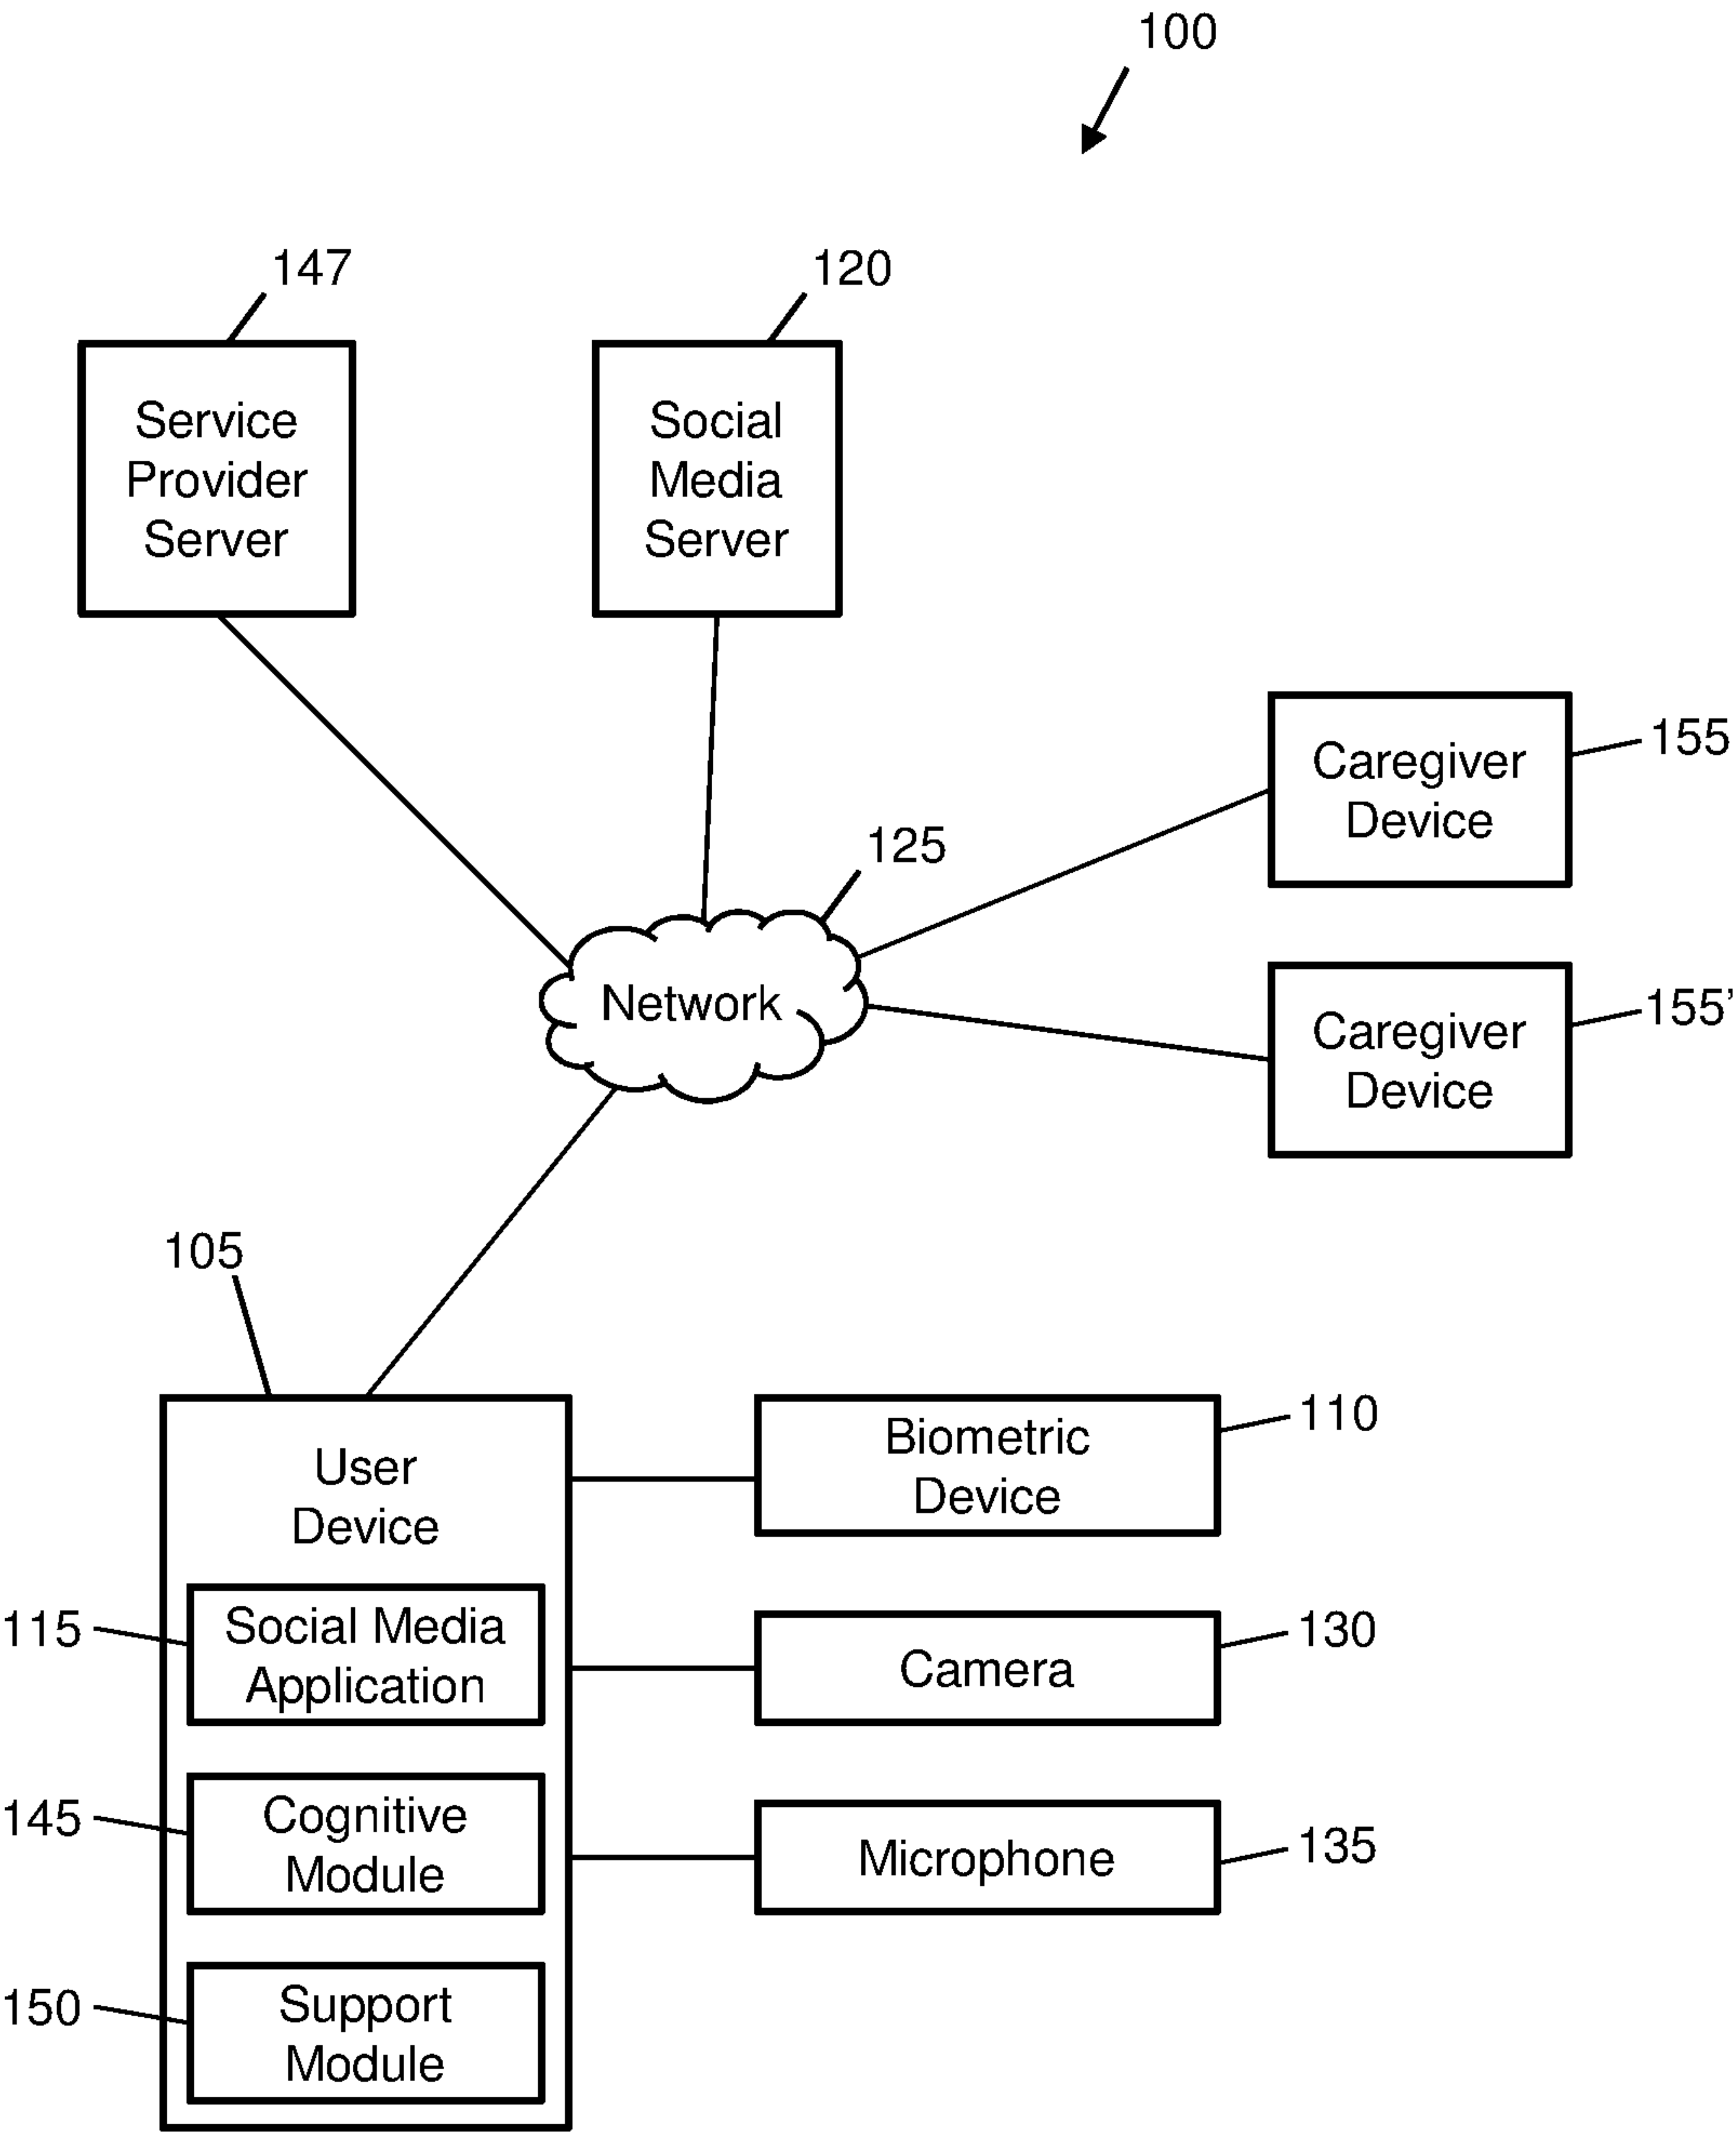 100
147
120
Service
Provider
Server
Social
Media
Server
155
Caregiver
Device
125
Network
155’
Caregiver
Device
105
User
Device
110
Biometric
Device
115
Social Media
Application
130
Camera
145
Cognitive
Module
135
Microphone
150
Support
Module